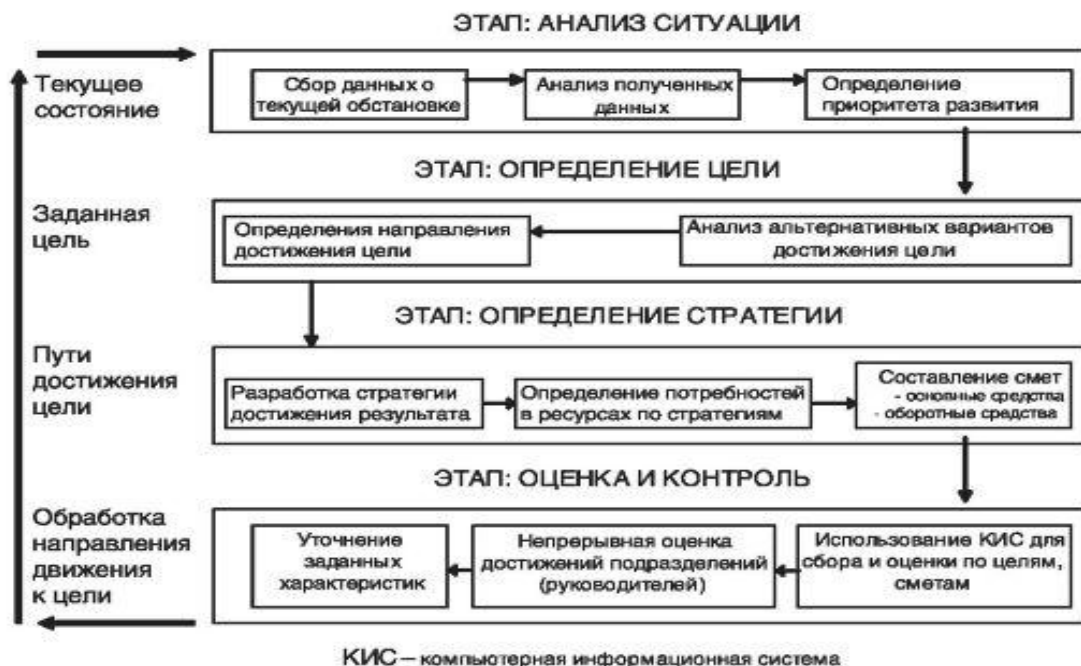 ЭТАП: АНАЛИЗ СИТУАЦИИ
Текущее
состояние
Сбор данных о
текущей обстановке
Анализ полученных
данных
Определение
приоритета развития
ЭТАП: ОПРЕДЕЛЕНИЕ ЦЕЛИ
Заданная
цель
Определения направления
достижения цели
Анализ альтернативных вариантов
достижения цели
ЭТАП: ОПРЕДЕЛЕНИЕ СТРАТЕГИИ
Пути
достижения
цели
Разработка стратегии
достижения результата
Определение потребностей
в ресурсах по стратегиям
Составление смет
- основные средства
- оборотные средства
ЭТАП: ОЦЕНКА И КОНТРОЛЬ
Обработка
направления
движения
к цели
Уточнение
заданных
характеристик
Непрерывная оценка
достижений подразделений
(руководителей)
Использование КИС для
сбора и оценки по целям,
сметам
КИС – компьютерная информационная система